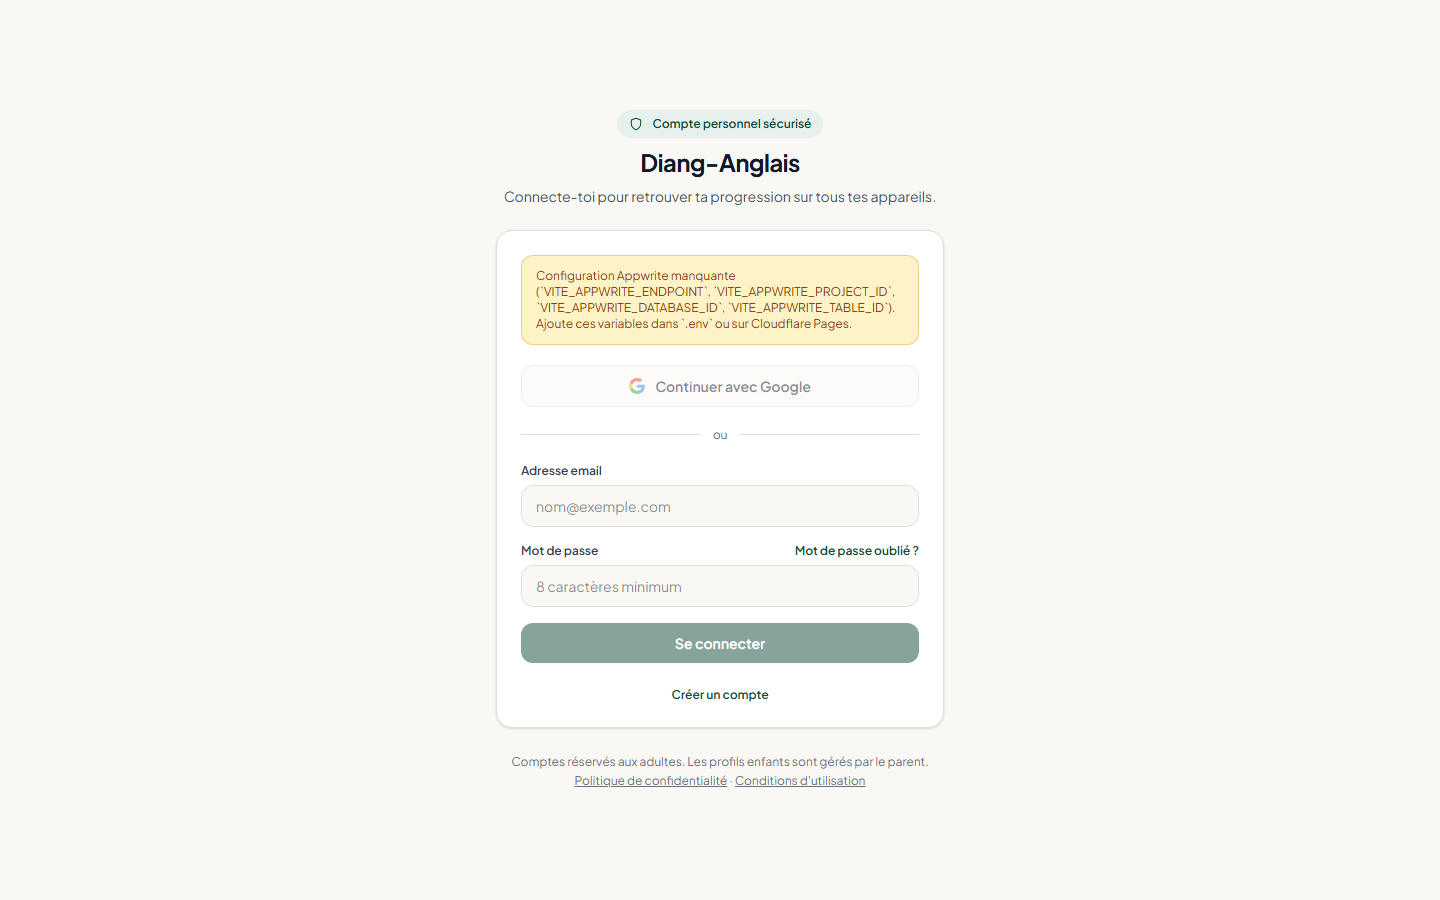 Compte personnel sécurisé
Diang-Anglais
Connecte-toi pour retrouver ta progression sur tous tes appareils.
Configuration Appwrite manquante
(`VITE_APPWRITE_ENDPOINT`, `VITE_APPWRITE_PROJECT_ID`,
`VITE_APPWRITE_DATABASE_ID`, `VITE_APPWRITE_TABLE_ID`).
Ajoute ces variables dans `.env` ou sur Cloudflare Pages.
Continuer avec Google
ou
Adresse email
nom@exemple.com
Mot de passe Mot de passe oublié ?
8 caractères minimum
Se connecter
Créer un compte
Comptes réservés aux adultes. Les profils enfants sont gérés par le parent.
Politique de confidentialité · Conditions d'utilisation